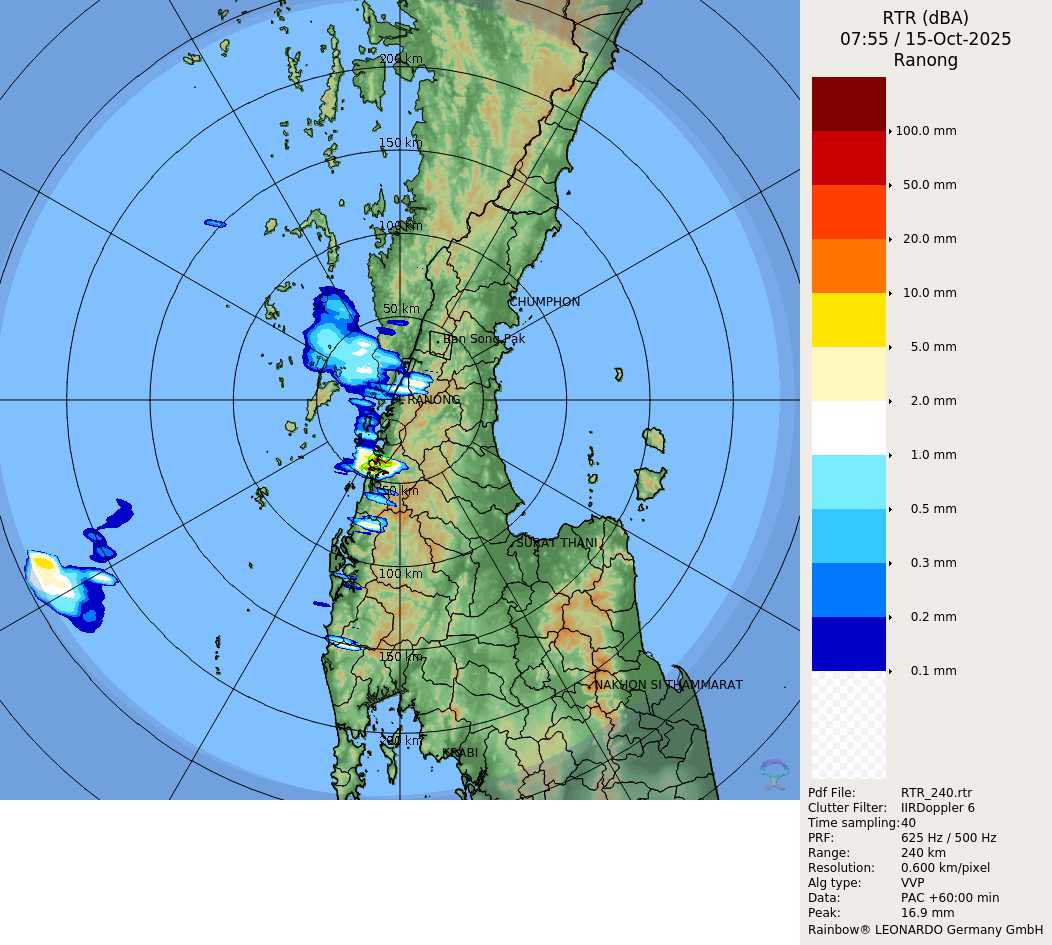 RTR (dBA)
07:55 / 15-Oct-2025
Ranong
100.0 mm
50.0 mm
20.0 mm
10.0 mm
5.0 mm
2.0 mm
1.0 mm
0.5 mm
0.3 mm
0.2 mm
0.1 mm
Pdf File: RTR_240.rtr
Clutter Filter: IIRDoppler 6
Time sampling: 40
PRF: 625 Hz / 500 Hz
Range: 240 km
Resolution: 0.600 km/pixel
Alg type: VVP
Data: PAC +60:00 min
Peak: 16.9 mm
Rainbow® LEONARDO Germany GmbH
200 km
150 km
100 km
CHUMPHON
50 km
Ban Song Pak
RANONG
50 km
SURAT THANI
100 km
150 km
NAKHON SI THAMMARAT
200 km
KRABI